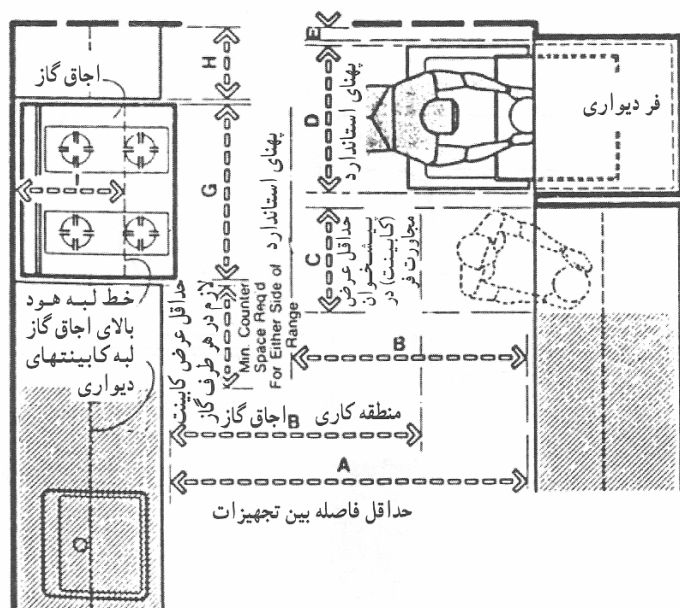 اجاق گاز
H
G
پهنای استاندارد
I
خط لبه هود
بالای اجاق گاز
لبه کابینتهای
دیواری
حداقل عرض کابینت
لازم در هر طرف گاز
Min. Counter
Space Req'd
For Either Side of
Range
E
D
پهنای استاندارد
فر دیواری
C
حداقل عرض
پیشخوان
(کابینت) در
مجاورت فر
B
منطقه کاری اجاق گاز
B
A
حداقل فاصله بین تجهیزات